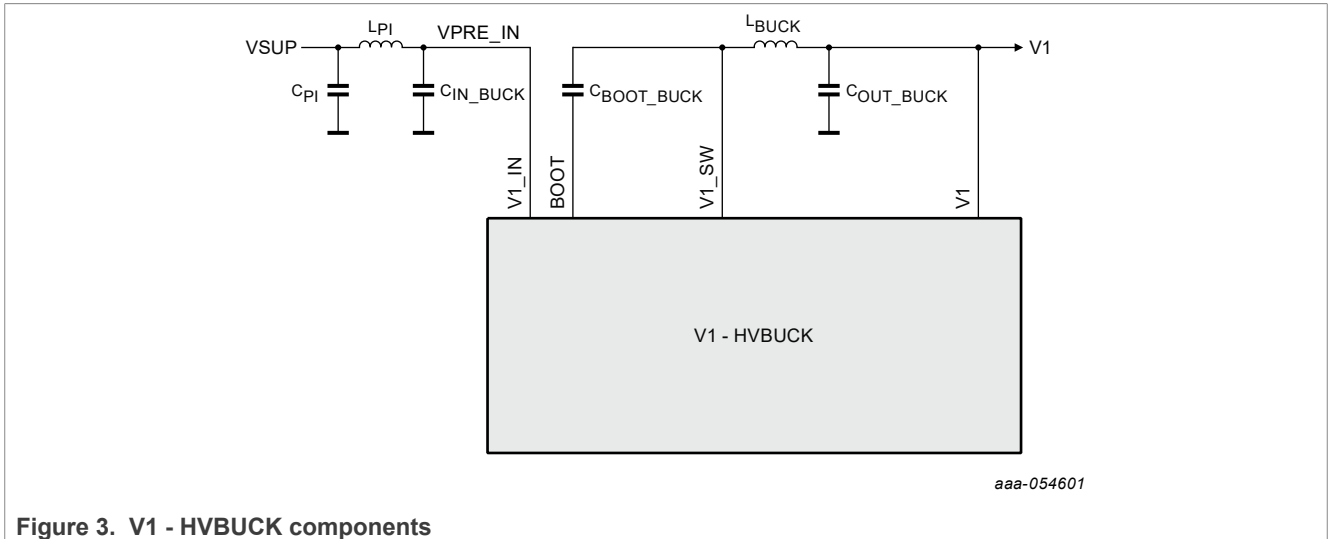 VSUP
LPI
VPRE_IN
LBUCK
V1
CPI
CIN_BUCK
CBOOT_BUCK
COUT_BUCK
V1_IN
BOOT
V1_SW
V1
V1 - HVBUCK
aaa-054601
Figure 3. V1 - HVBUCK components